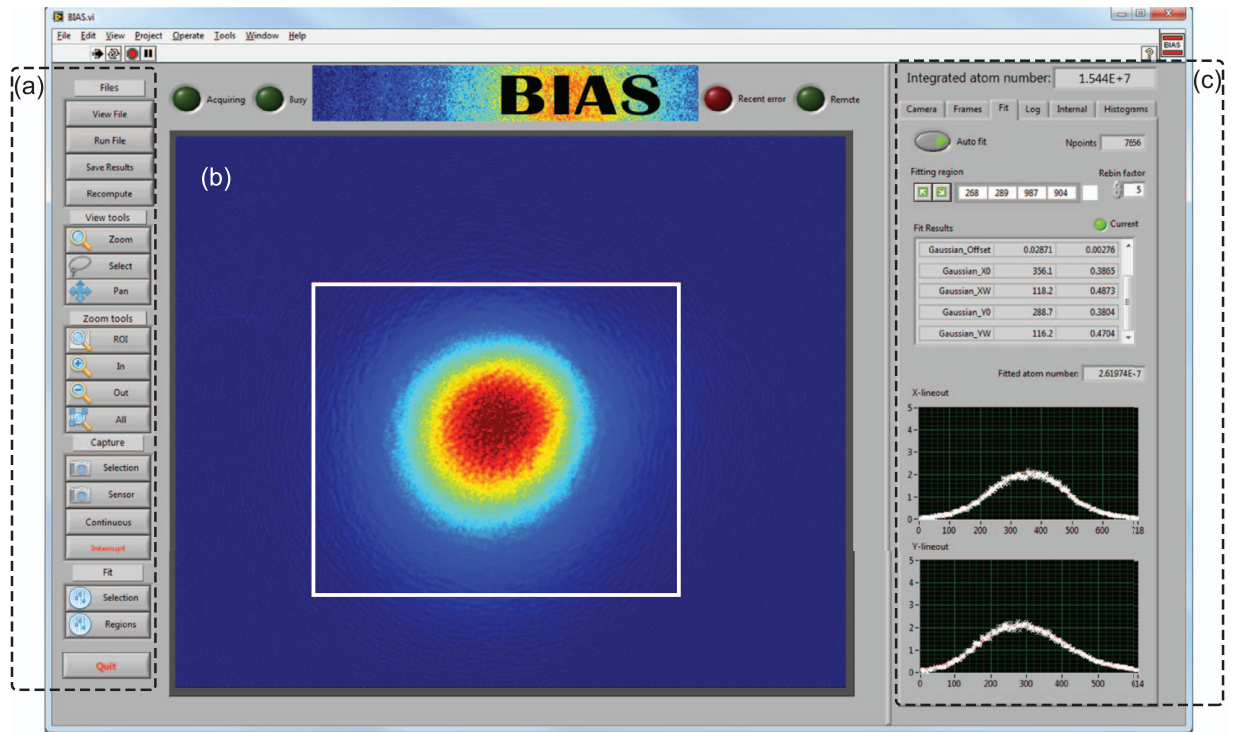 BIAS.vi
File Edit View Project Operate Tools Window Help
BIAS
(a)
Files
View File
Run File
Save Results
Recompute
View tools
Zoom
Select
Pan
Zoom tools
ROI
In
Out
All
Capture
Selection
Sensor
Continuous
Interrupt
Fit
Selection
Regions
Quit
Acquiring Busy BIAS Recent error Remote
(b)
(c)
Integrated atom number: 1.544E+7
Camera Frames Fit Log Internal Histograms
Auto fit Npoints 7656
Fitting region Rebin factor
268 289 987 904 5
Fit Results Current
Gaussian_Offset 0.02871 0.00276
Gaussian_X0 356.1 0.3865
Gaussian_XW 118.2 0.4873
Gaussian_Y0 288.7 0.3804
Gaussian_YW 116.2 0.4704
Fitted atom number: 2.61974E+7
X-lineout
5
4
3
2
1
0
0 100 200 300 400 500 600 718
Y-lineout
5
4
3
2
1
0
0 100 200 300 400 500 614